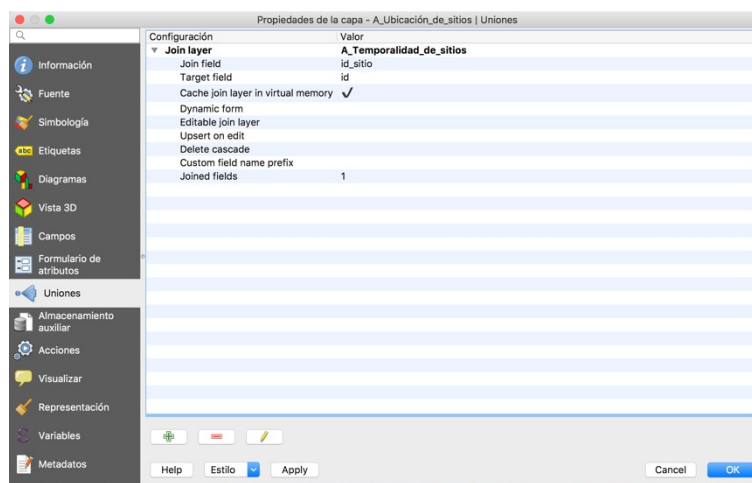 Propiedades de la capa - A_Ubicación_de_sitios | Uniones
Configuración Valor
Join layer A_Temporalidad_de_sitios
Join field id_sitio
Target field id
Cache join layer in virtual memory ✓
Dynamic form
Editable join layer
Upsert on edit
Delete cascade
Custom field name prefix
Joined fields 1
Información
Fuente
Simbología
abc Etiquetas
Diagramas
Vista 3D
Campos
Formulario de
atributos
Uniones
Almacenamiento
auxiliar
Acciones
Visualizar
Representación
Variables
Metadatos
Help Estilo Apply Cancel OK